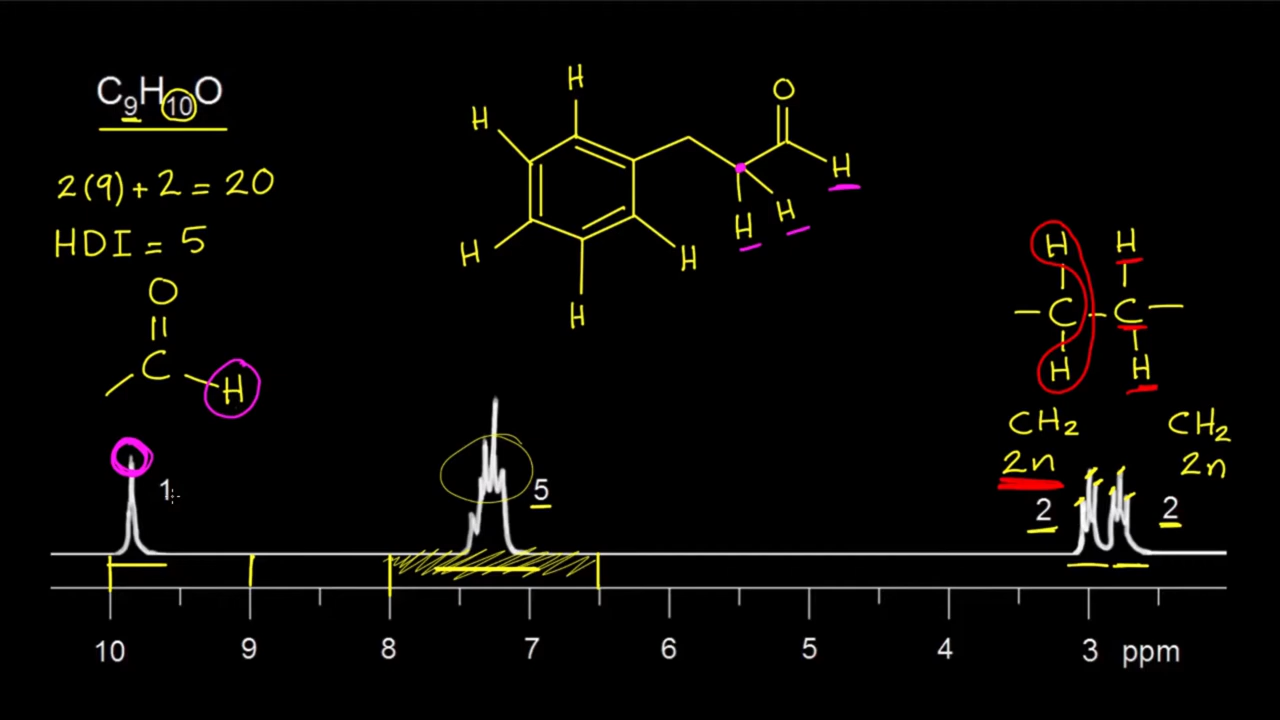 C₉H₁₀O
2(9)+2=20
HDI=5
O
C
H
H
H
H
H
H
O
H
H
H
H
H
C
C
H
H
CH₂
CH₂
2n
2n
1
5
2
2
10
9
8
7
6
5
4
3
ppm